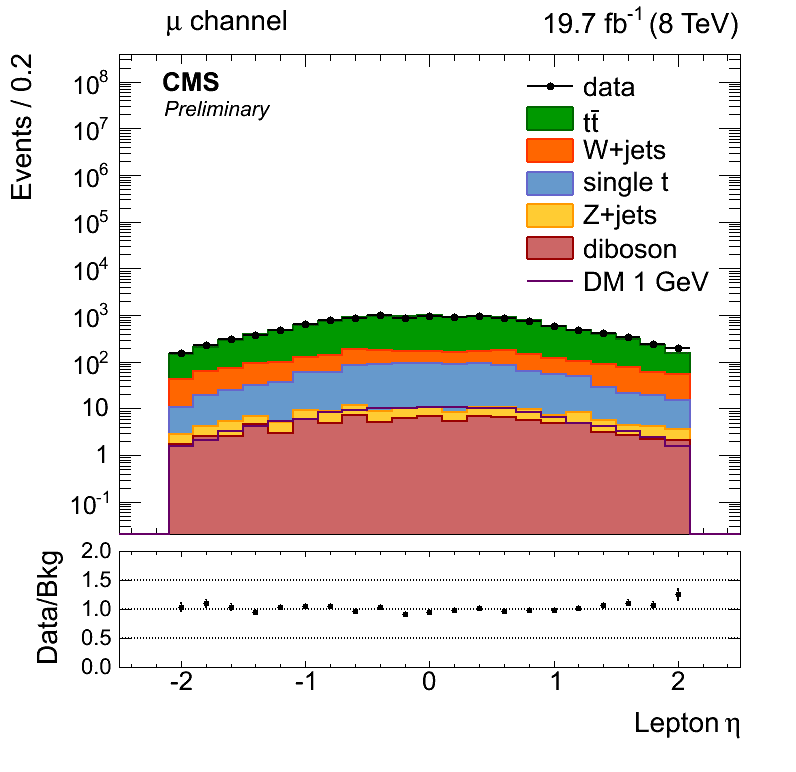 μ channel 19.7 fb⁻¹ (8 TeV)
CMS
Preliminary
data
tt̄
W+jets
single t
Z+jets
diboson
DM 1 GeV
Events / 0.2
10⁸
10⁷
10⁶
10⁵
10⁴
10³
10²
10
1
10⁻¹
Data/Bkg
2.0
1.5
1.0
0.5
0.0
-2 -1 0 1 2
Lepton η